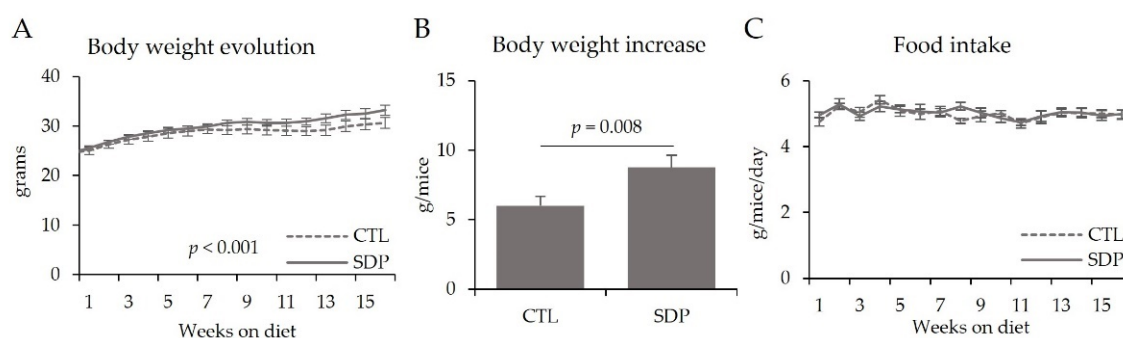 A
Body weight evolution
40
30
20
10
0
grams
p < 0.001
CTL
SDP
1 3 5 7 9 11 13 15
Weeks on diet
B
Body weight increase
15
10
5
0
g/mice
p = 0.008
CTL SDP
C
Food intake
6
4
2
0
g/mice/day
CTL
SDP
1 3 5 7 9 11 13 15
Weeks on diet